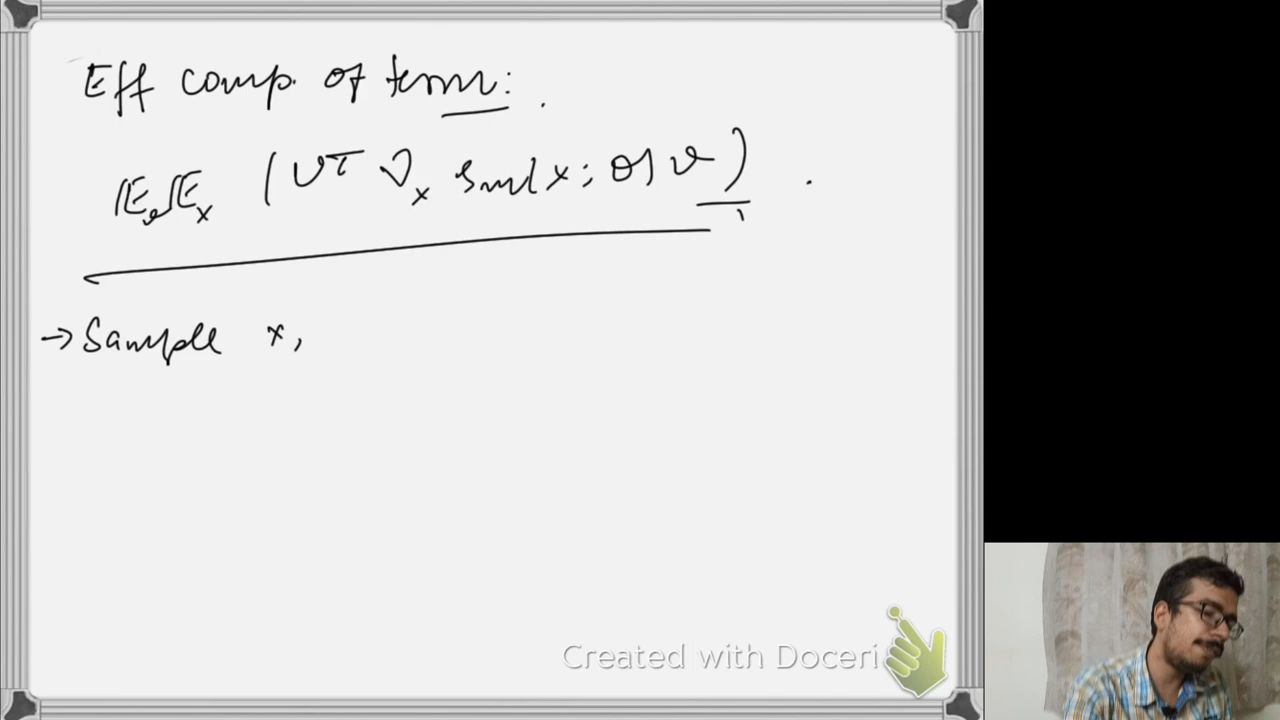 Eff comp. of term:
𝔼ᵥ𝔼ₓ (vᵀ ∇ₓ sm(x; θ) v)
→ Sample x,
Created with Doceri